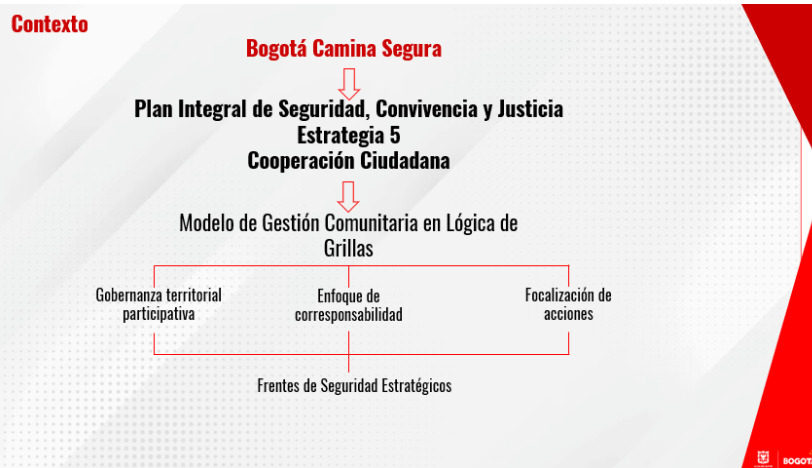 Contexto
Bogotá Camina Segura
Plan Integral de Seguridad, Convivencia y Justicia
Estrategia 5
Cooperación Ciudadana
Modelo de Gestión Comunitaria en Lógica de
Grillas
Gobernanza territorial
participativa
Enfoque de
corresponsabilidad
Focalización de
acciones
Frentes de Seguridad Estratégicos